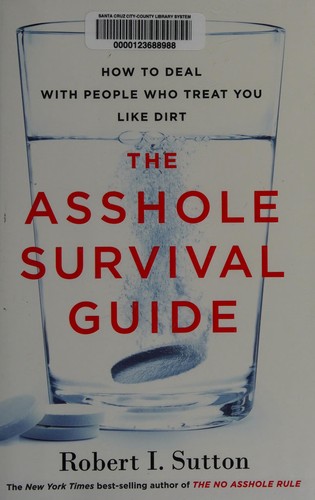 SANTA CRUZ CITY-COUNTY LIBRARY SYSTEM
0000123688988
HOW TO DEAL
WITH PEOPLE WHO TREAT YOU
LIKE DIRT
THE
ASSHOLE
SURVIVAL
GUIDE
Robert I. Sutton
The New York Times best-selling author of THE NO ASSHOLE RULE